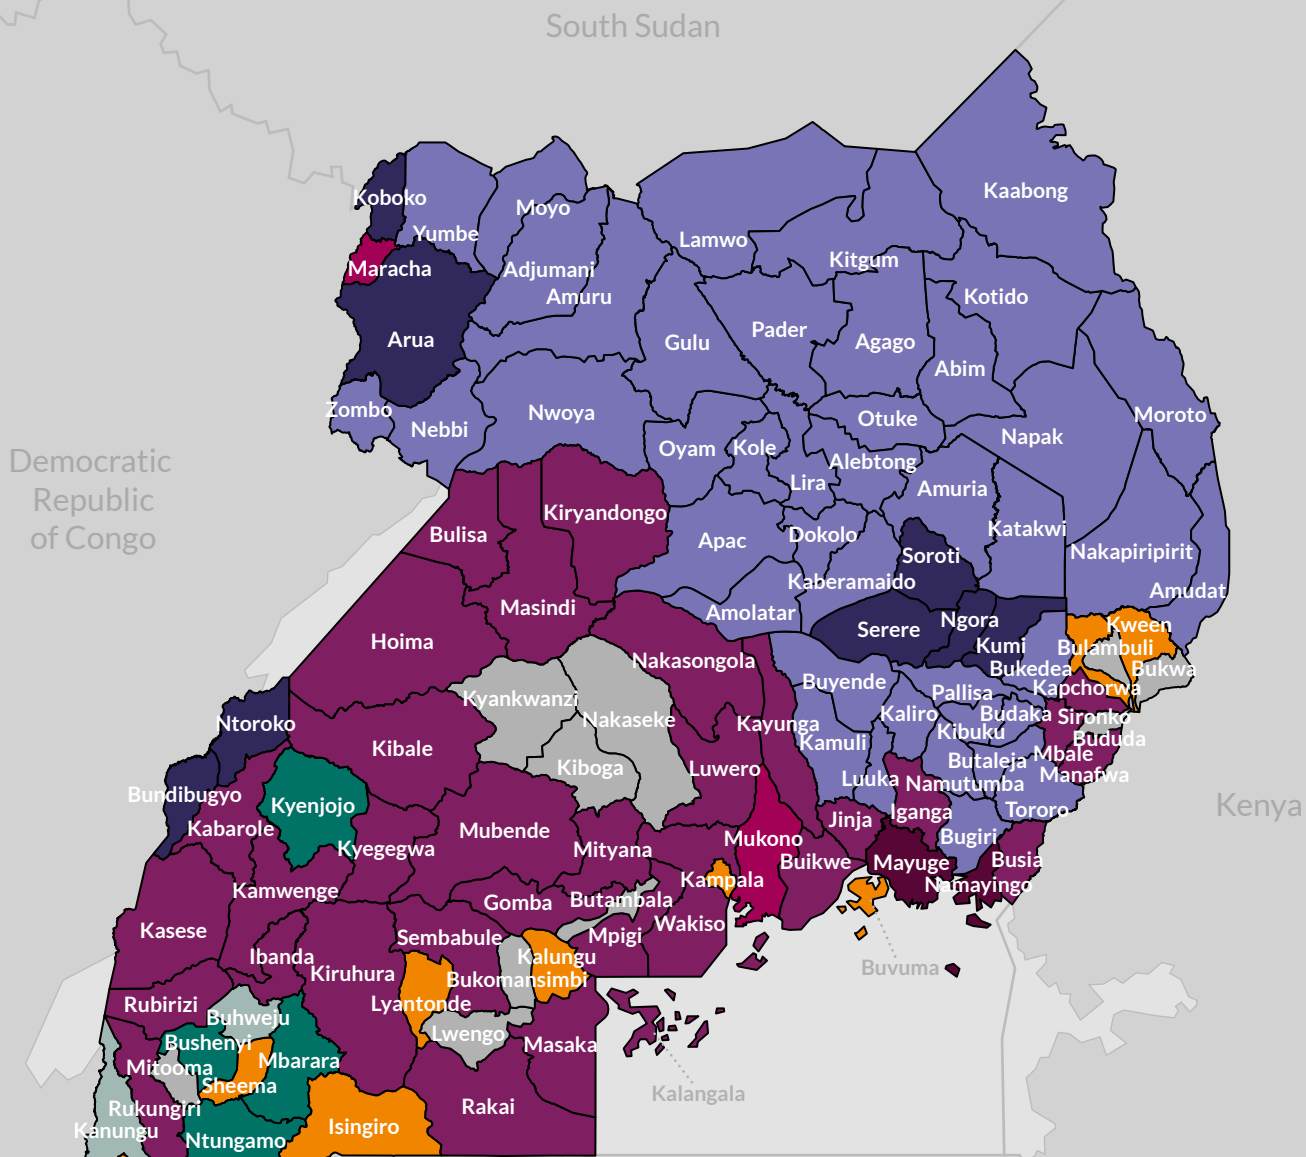 South Sudan
Kaabong
Koboko
Moyo
Yumbe
Lamwo
Kitgum
Maracha
Adjumani
Amuru
Kotido
Arua
Gulu
Pader
Agago
Abim
Zombo
Nebbi
Nwoya
Otuke
Moroto
Napak
Oyam
Kole
Alebtong
Democratic
Republic
of Congo
Lira
Amuria
Kiryandongo
Bulisa
Apac
Dokolo
Katakwi
Soroti
Nakapiripirit
Kaberamaido
Amudat
Masindi
Amolatar
Hoima
Serere
Ngora
Kween
Kumi
Bulambuli
Nakasongola
Bukedea
Bukwa
Buyende
Kapchorwa
Kyankwanzi
Pallisa
Ntoroko
Nakaseke
Kayunga
Kaliro
Budaka
Sironko
Kibale
Kamuli
Kibuku
Bududa
Kiboga
Luwero
Butaleja
Mbale
Manafwa
Bundibugyo
Kyenjojo
Luuka
Namutumba
Kenya
Kabarole
Mubende
Jinja
Iganga
Tororo
Kyegegwa
Mityana
Mukono
Bugiri
Buikwe
Mayuge
Busia
Kamwenge
Kampala
Namayingo
Gomba
Butambala
Kasese
Sembabule
Mpigi
Wakiso
Ibanda
Kiruhura
Kalungu
Bukomansimbi
Buvuma
Rubirizi
Lyantonde
Buhweju
Bushenyi
Lwengo
Masaka
Mitooma
Mbarara
Sheema
Kalangala
Rukungiri
Rakai
Kanungu
Ntungamo
Isingiro